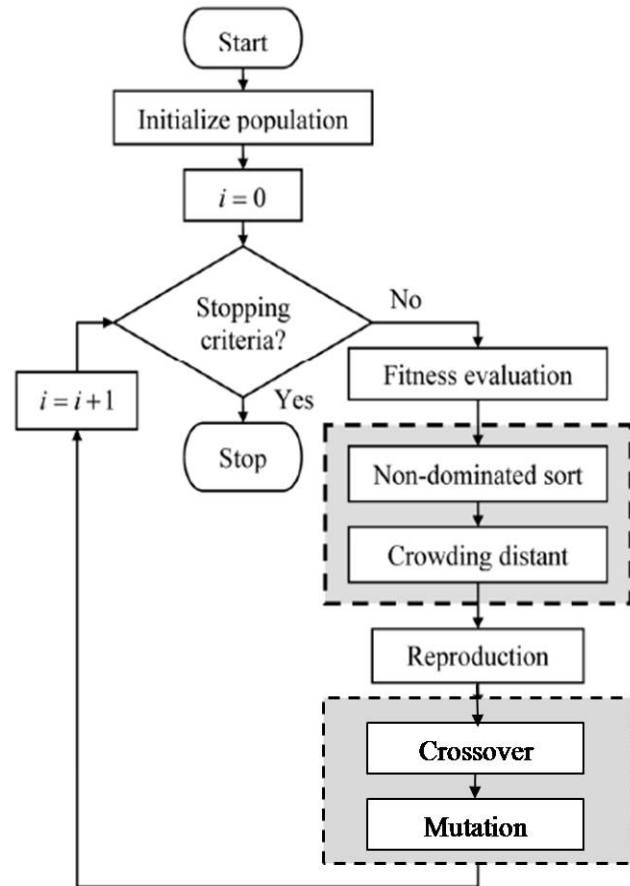 Start
Initialize population
i = 0
Stopping
criteria?
No
Yes
Stop
i = i+1
Fitness evaluation
Non-dominated sort
Crowding distant
Reproduction
Crossover
Mutation